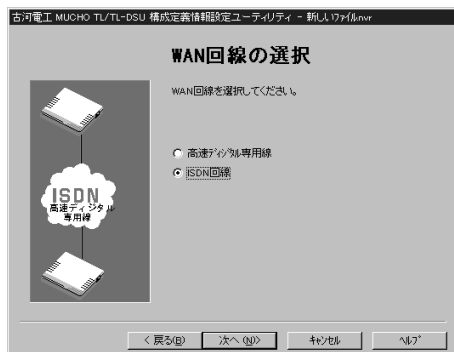 古河電工 MUCHO TL/TL-DSU 構成定義情報設定ユーティリティ - 新しいファイル.nvr
WAN回線の選択
WAN回線を選択してください。
高速ディジタル専用線
ISDN回線
ISDN
高速ディジタル
専用線
< 戻る(B)
次へ (N)>
キャンセル
ヘルプ